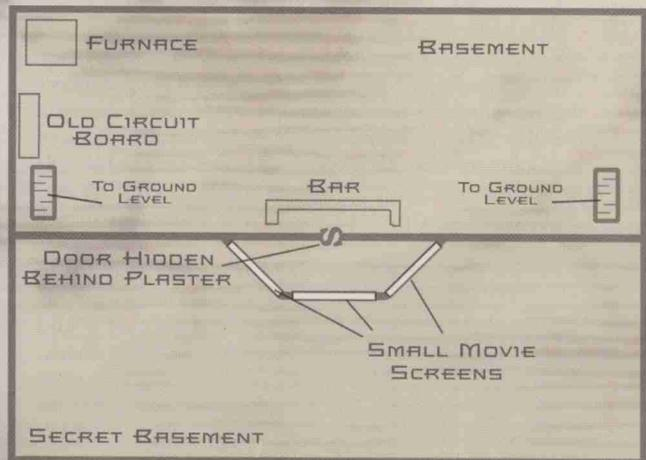 Furnace
Basement
Old Circuit
Board
To Ground
Level
Bar
To Ground
Level
S
Door Hidden
Behind Plaster
Small Movie
Screens
Secret Basement